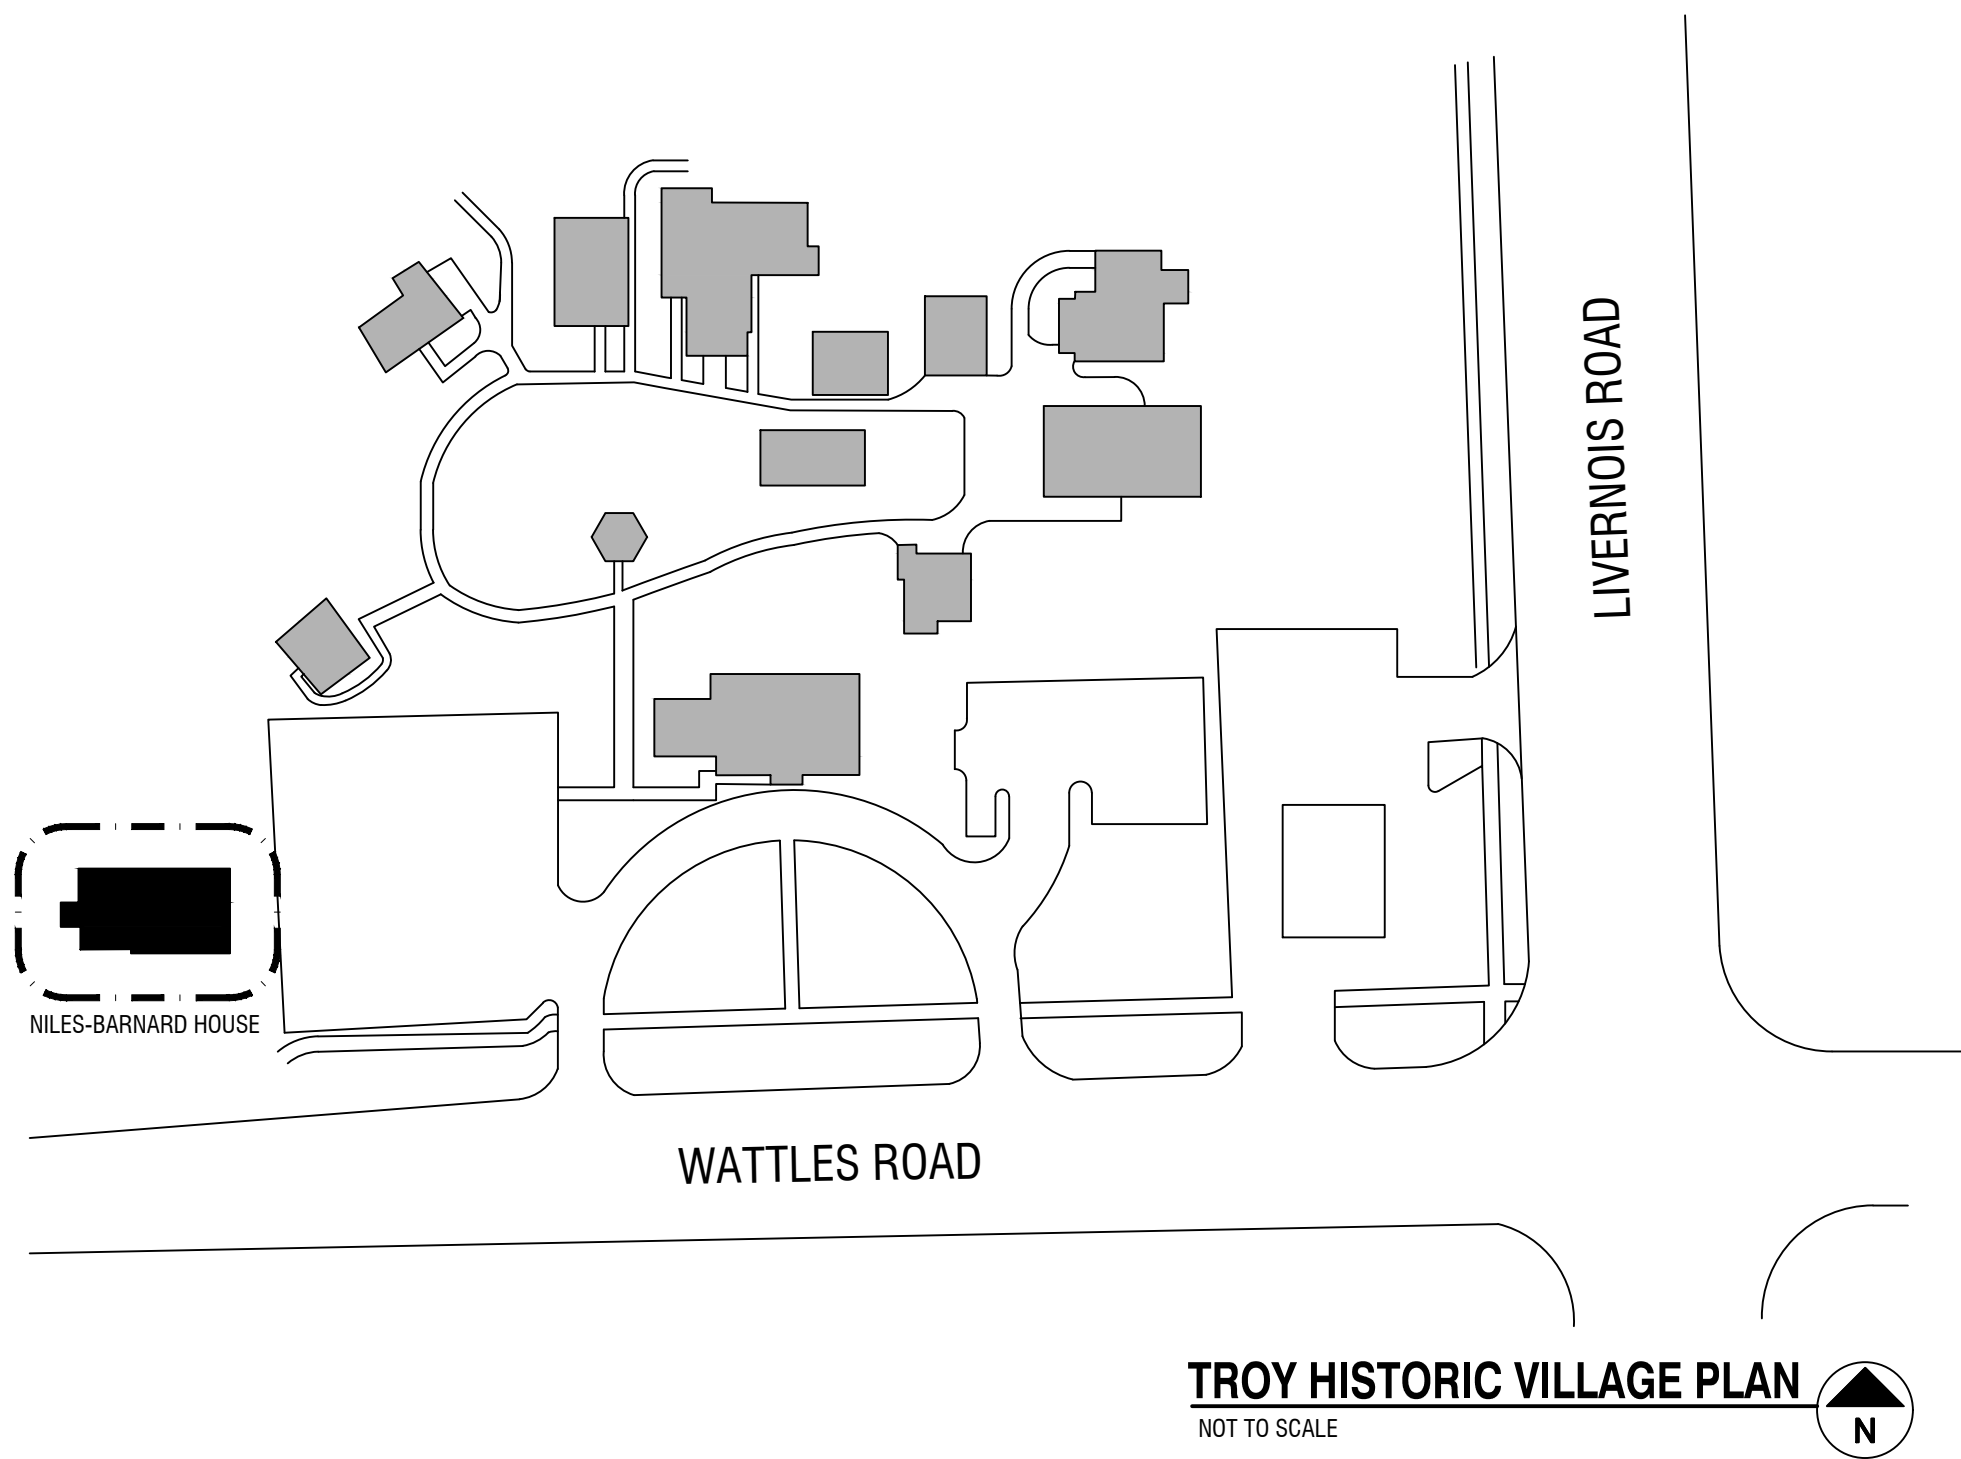 LIVERNOIS ROAD
NILES-BARNARD HOUSE
WATTLES ROAD
TROY HISTORIC VILLAGE PLAN
NOT TO SCALE
N